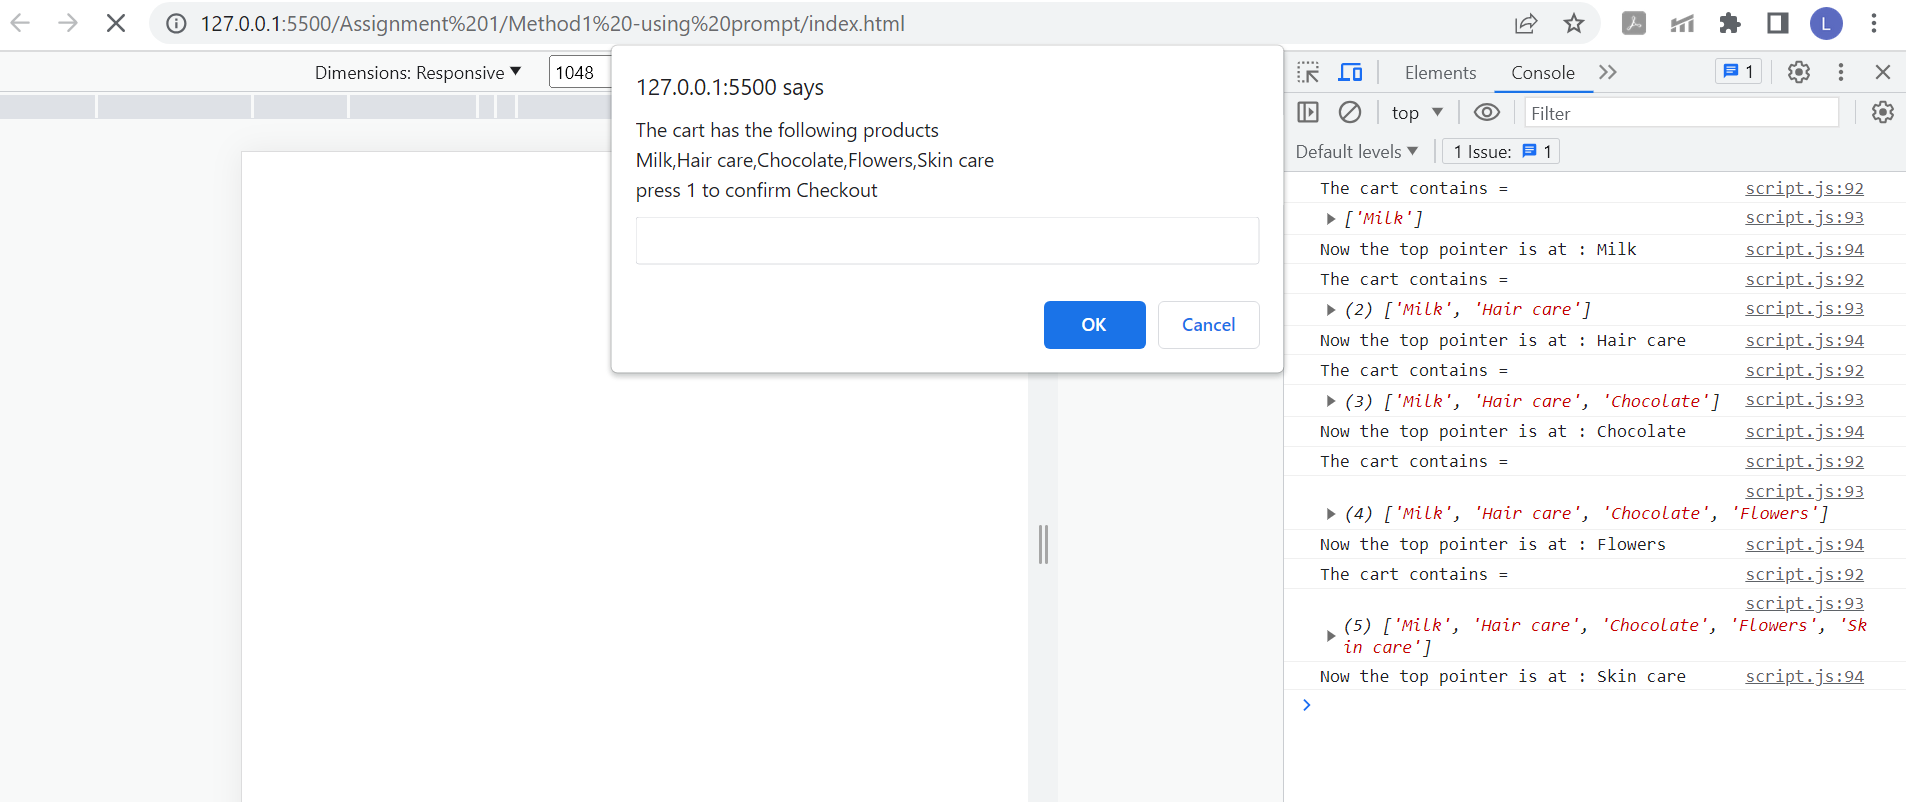 127.0.0.1:5500/Assignment%201/Method1%20-using%20prompt/index.html
L
Dimensions: Responsive
1048
127.0.0.1:5500 says
The cart has the following products
Milk,Hair care,Chocolate,Flowers,Skin care
press 1 to confirm Checkout
OK
Cancel
Elements
Console
1
top
Filter
Default levels
1 Issue: 1
The cart contains = script.js:92
['Milk'] script.js:93
Now the top pointer is at : Milk script.js:94
The cart contains = script.js:92
(2) ['Milk', 'Hair care'] script.js:93
Now the top pointer is at : Hair care script.js:94
The cart contains = script.js:92
(3) ['Milk', 'Hair care', 'Chocolate'] script.js:93
Now the top pointer is at : Chocolate script.js:94
The cart contains = script.js:92
script.js:93
(4) ['Milk', 'Hair care', 'Chocolate', 'Flowers']
Now the top pointer is at : Flowers script.js:94
The cart contains = script.js:92
script.js:93
(5) ['Milk', 'Hair care', 'Chocolate', 'Flowers', 'Sk
in care']
Now the top pointer is at : Skin care script.js:94